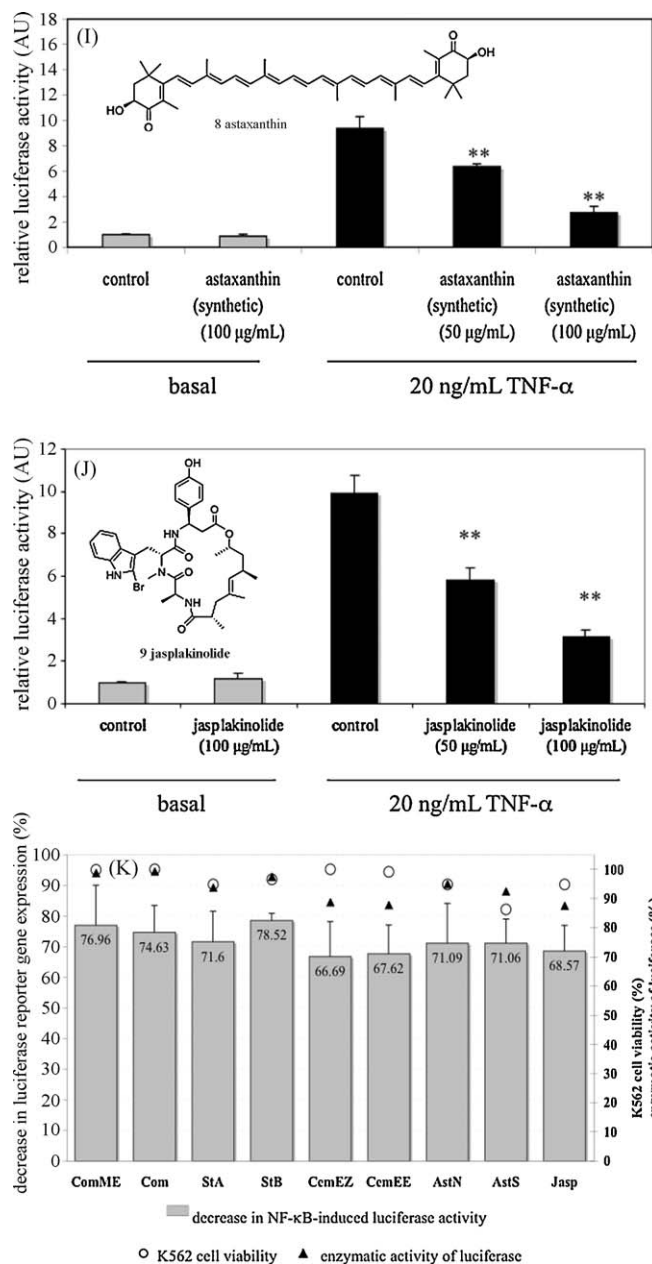 (I)
relative luciferase activity (AU)
18
16
14
12
10
8
6
4
2
0
O
OH
HO
O
8 astaxanthin
**
**
control
astaxanthin
(synthetic)
(100 µg/mL)
control
astaxanthin
(synthetic)
(50 µg/mL)
astaxanthin
(synthetic)
(100 µg/mL)
basal
20 ng/mL TNF-α
(J)
relative luciferase activity (AU)
12
10
8
6
4
2
0
OH
O
HN
O
O
HN
Br
N
O
NH
O
9 jasplakinolide
**
**
control
jasplakinolide
(100 µg/mL)
control
jasplakinolide
(50 µg/mL)
jasplakinolide
(100 µg/mL)
basal
20 ng/mL TNF-α
(K)
decrease in luciferase reporter gene expression (%)
100
90
80
70
60
50
40
30
20
10
0
76.96
74.63
71.6
78.52
66.69
67.62
71.09
71.06
68.57
100
90
80
70
60
50
40
30
20
10
0
K562 cell viability (%)
enzymatic activity of luciferase (%)
ComME Com StA StB CemEZ CemEE AstN AstS Jasp
decrease in NF-κB-induced luciferase activity
K562 cell viability
enzymatic activity of luciferase